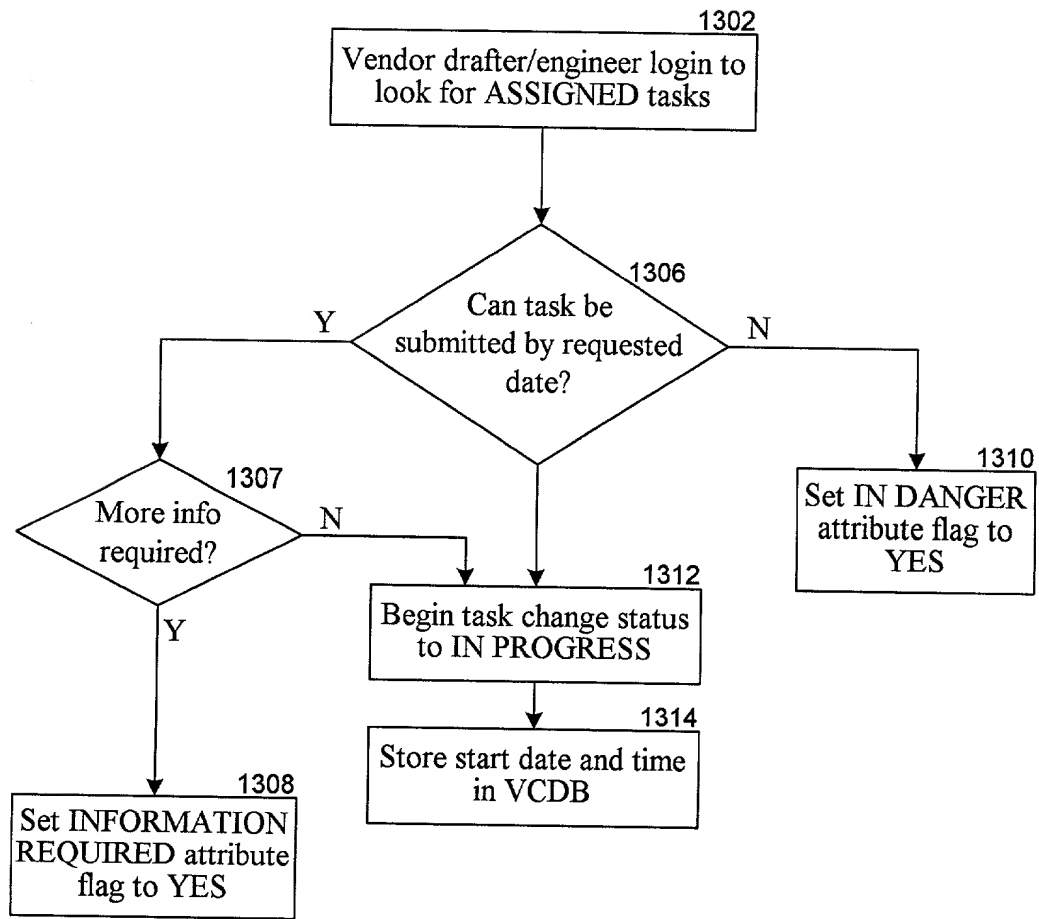 1302
Vendor drafter/engineer login to
look for ASSIGNED tasks
1306
Can task be
submitted by requested
date?
Y
N
1307
More info
required?
N
Y
1310
Set IN DANGER
attribute flag to
YES
1312
Begin task change status
to IN PROGRESS
1314
Store start date and time
in VCDB
1308
Set INFORMATION
REQUIRED attribute
flag to YES